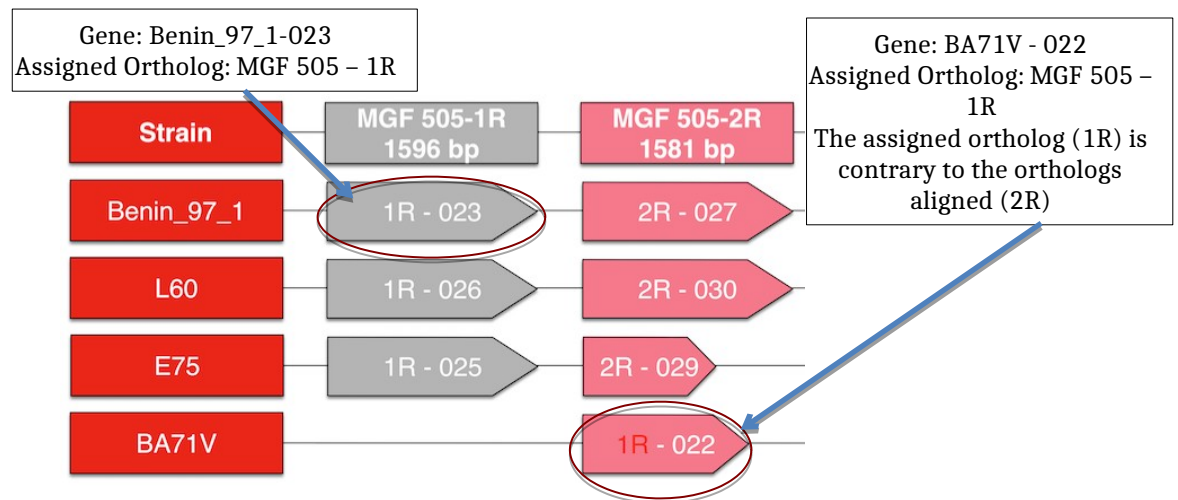 Gene: Benin_97_1-023
Assigned Ortholog: MGF 505 – 1R
Gene: BA71V - 022
Assigned Ortholog: MGF 505 –
1R
The assigned ortholog (1R) is
contrary to the orthologs
aligned (2R)
Strain
MGF 505-1R
1596 bp
MGF 505-2R
1581 bp
Benin_97_1
1R - 023
2R - 027
L60
1R - 026
2R - 030
E75
1R - 025
2R - 029
BA71V
1R - 022